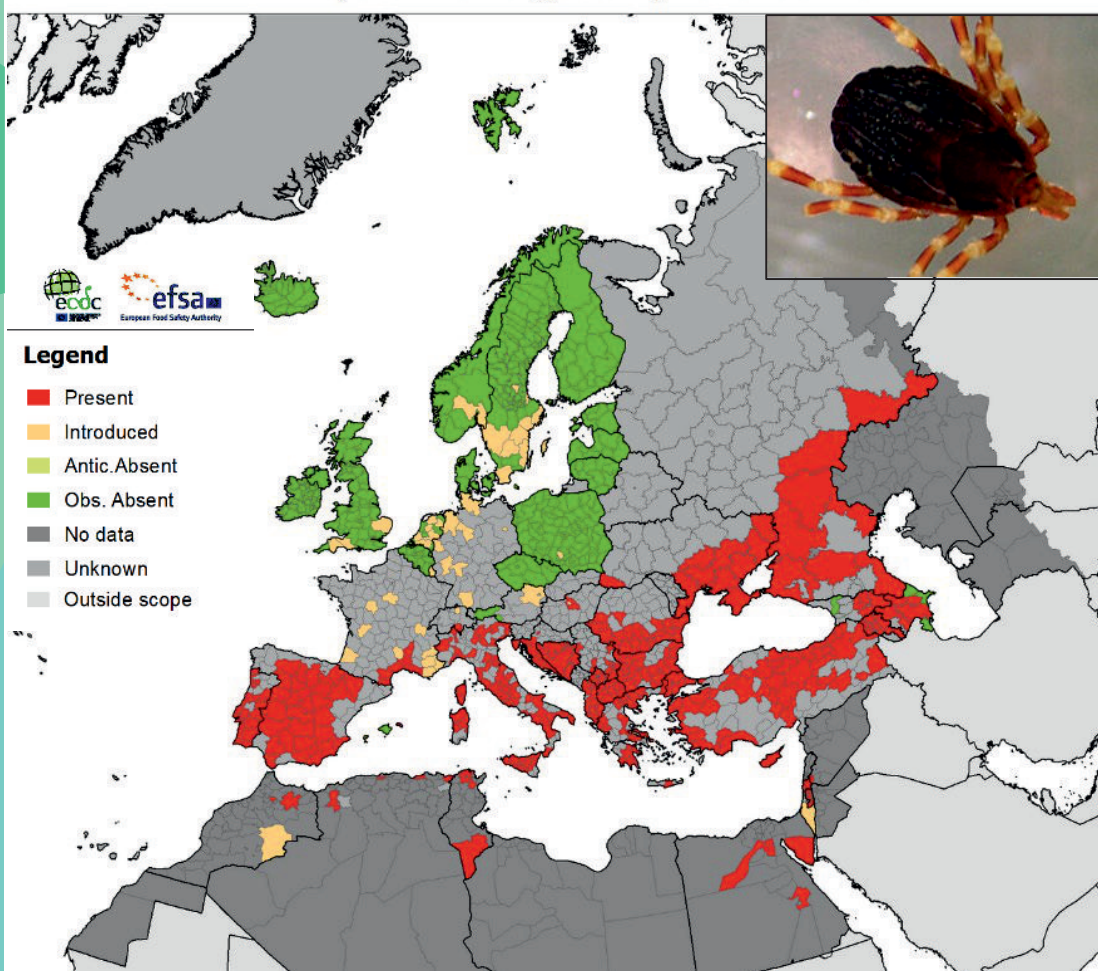 ecdc
efsa
European Food Safety Authority
Legend
Present
Introduced
Antic.Absent
Obs. Absent
No data
Unknown
Outside scope